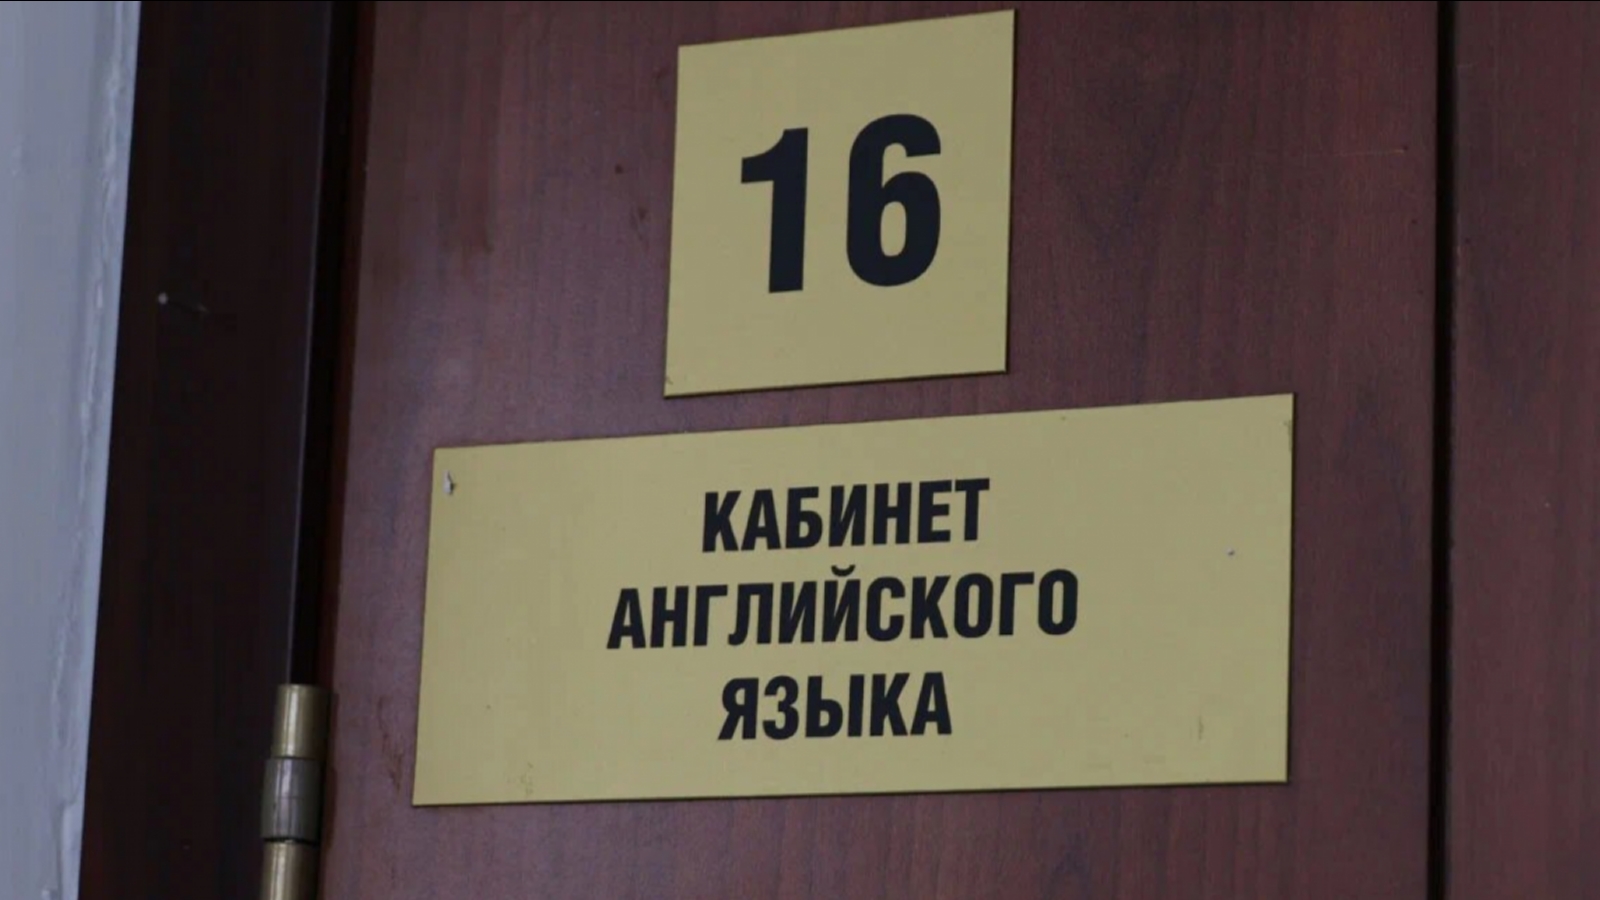 16
КАБИНЕТ
АНГЛИЙСКОГО
ЯЗЫКА